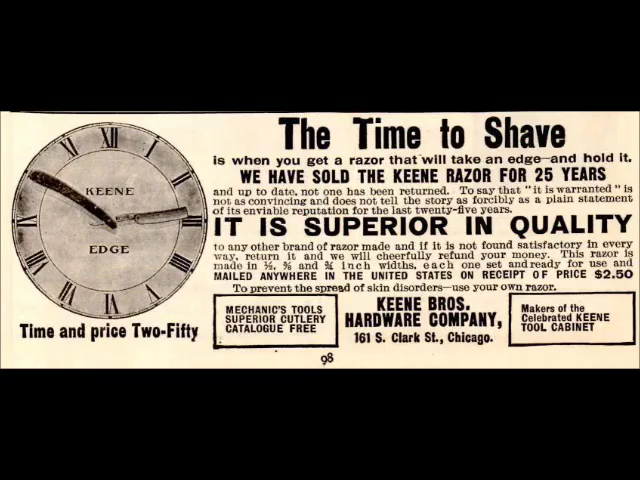 XII
I
II
III
IIII
V
VI
VII
VIII
IX
X
XI
KEENE
EDGE
Time and price Two-Fifty
The Time to Shave
is when you get a razor that will take an edge—and hold it.
WE HAVE SOLD THE KEENE RAZOR FOR 25 YEARS
and up to date, not one has been returned. To say that "it is warranted" is
not as convincing and does not tell the story as forcibly as a plain statement
of its enviable reputation for the last twenty-five years.
IT IS SUPERIOR IN QUALITY
to any other brand of razor made and if it is not found satisfactory in every
way, return it and we will cheerfully refund your money. This razor is
made in ½, ⅝ and ¾ inch widths, each one set and ready for use and
MAILED ANYWHERE IN THE UNITED STATES ON RECEIPT OF PRICE $2.50
To prevent the spread of skin disorders—use your own razor.
MECHANIC'S TOOLS
SUPERIOR CUTLERY
CATALOGUE FREE
KEENE BROS.
HARDWARE COMPANY,
161 S. Clark St., Chicago.
Makers of the
Celebrated KEENE
TOOL CABINET
98